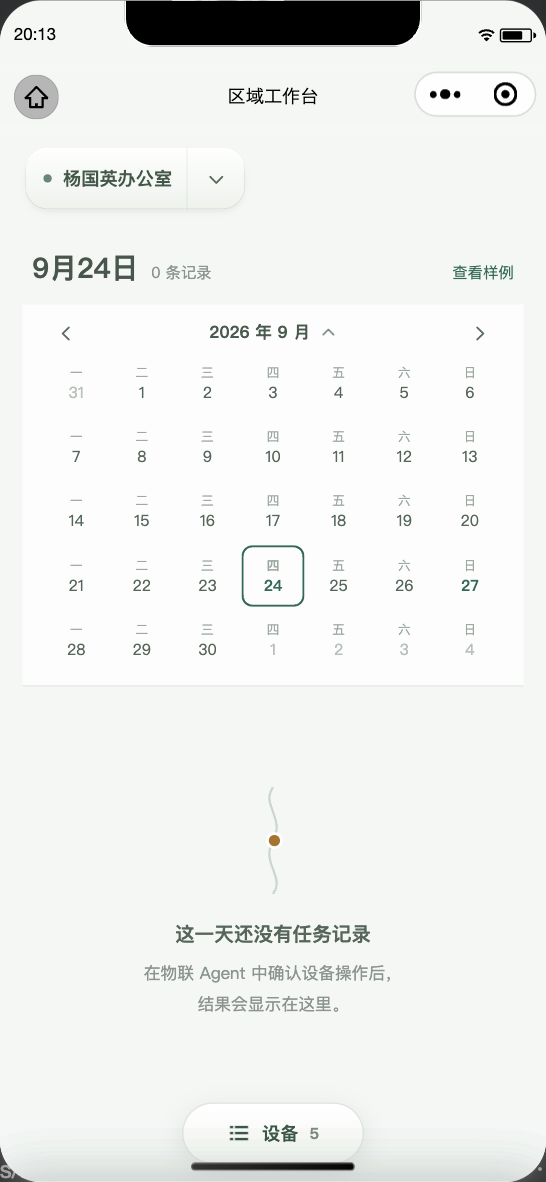 20:13
区域工作台
杨国英办公室
9月24日 0 条记录 查看样例
2026 年 9 月
一 二 三 四 五 六 日
31 1 2 3 4 5 6
一 二 三 四 五 六 日
7 8 9 10 11 12 13
一 二 三 四 五 六 日
14 15 16 17 18 19 20
一 二 三 四 五 六 日
21 22 23 24 25 26 27
一 二 三 四 五 六 日
28 29 30 1 2 3 4
这一天还没有任务记录
在物联 Agent 中确认设备操作后，
结果会显示在这里。
设备 5